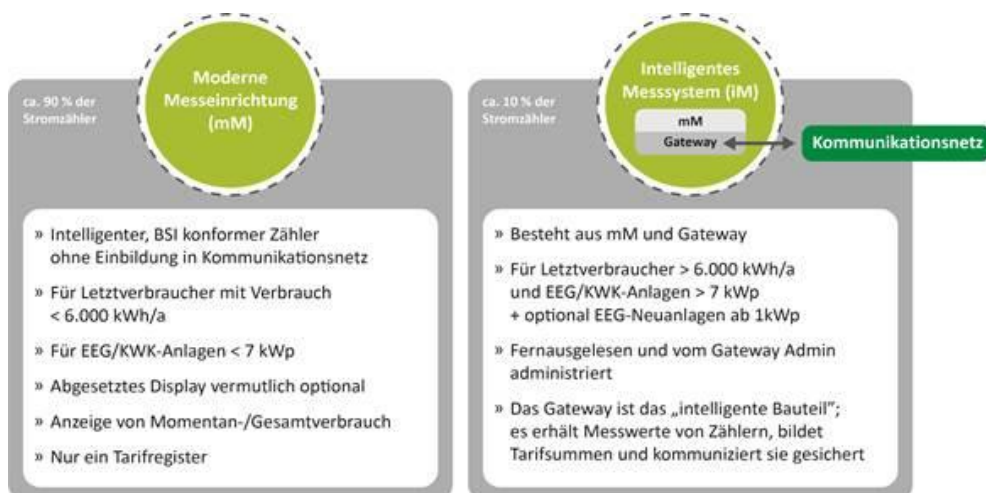 ca. 90 % der
Stromzähler
Moderne
Messeinrichtung
(mM)
» Intelligenter, BSI konformer Zähler
ohne Einbildung in Kommunikationsnetz
» Für Letztverbraucher mit Verbrauch
< 6.000 kWh/a
» Für EEG/KWK-Anlagen < 7 kWp
» Abgesetztes Display vermutlich optional
» Anzeige von Momentan-/Gesamtverbrauch
» Nur ein Tarifregister
ca. 10 % der
Stromzähler
Intelligentes
Messsystem (iM)
mM
Gateway
Kommunikationsnetz
» Besteht aus mM und Gateway
» Für Letztverbraucher > 6.000 kWh/a
und EEG/KWK-Anlagen > 7 kWp
+ optional EEG-Neuanlagen ab 1kWp
» Fernausgelesen und vom Gateway Admin
administriert
» Das Gateway ist das „intelligente Bauteil";
es erhält Messwerte von Zählern, bildet
Tarifsummen und kommuniziert sie gesichert